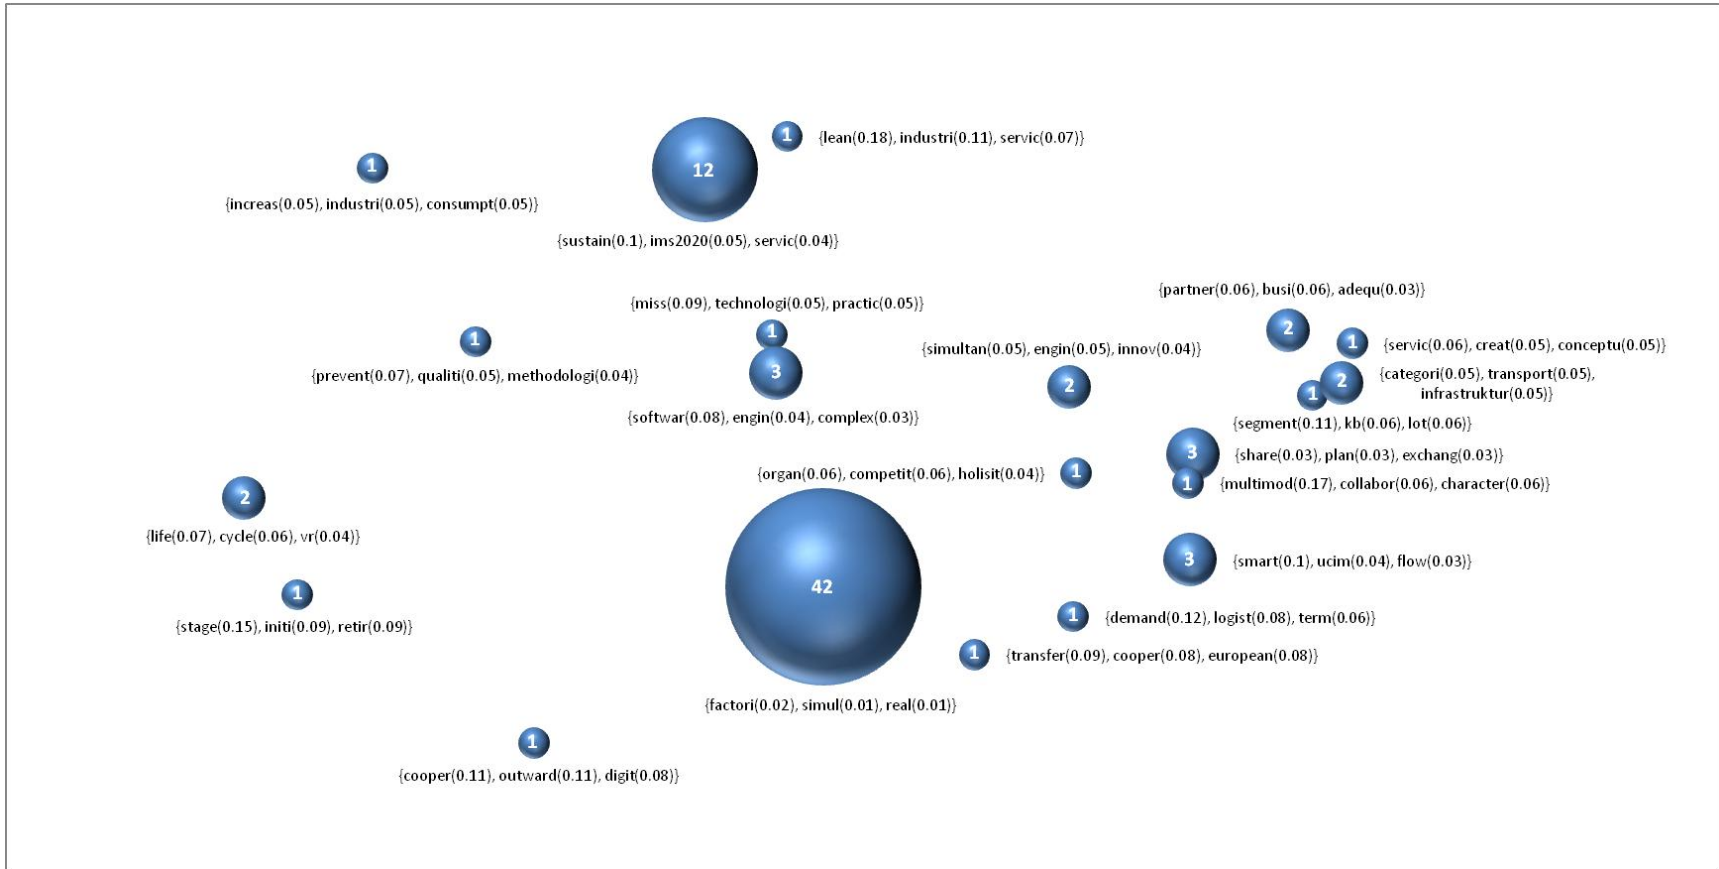 1
{lean(0.18), industri(0.11), servic(0.07)}
12
1
{increas(0.05), industri(0.05), consumpt(0.05)}
{sustain(0.1), ims2020(0.05), servic(0.04)}
{partner(0.06), busi(0.06), adequ(0.03)}
{miss(0.09), technologi(0.05), practic(0.05)}
1
2
1
{servic(0.06), creat(0.05), conceptu(0.05)}
1
{simultan(0.05), engin(0.05), innov(0.04)}
{prevent(0.07), qualiti(0.05), methodologi(0.04)}
3
2
2
{categori(0.05), transport(0.05),
infrastruktur(0.05)}
1
{softwar(0.08), engin(0.04), complex(0.03)}
{segment(0.11), kb(0.06), lot(0.06)}
3
{share(0.03), plan(0.03), exchang(0.03)}
{organ(0.06), competit(0.06), holisit(0.04)}
1
1
{multimod(0.17), collabor(0.06), character(0.06)}
2
{life(0.07), cycle(0.06), vr(0.04)}
3
{smart(0.1), ucim(0.04), flow(0.03)}
42
1
{stage(0.15), initi(0.09), retir(0.09)}
1
{demand(0.12), logist(0.08), term(0.06)}
1
{transfer(0.09), cooper(0.08), european(0.08)}
{factori(0.02), simul(0.01), real(0.01)}
1
{cooper(0.11), outward(0.11), digit(0.08)}